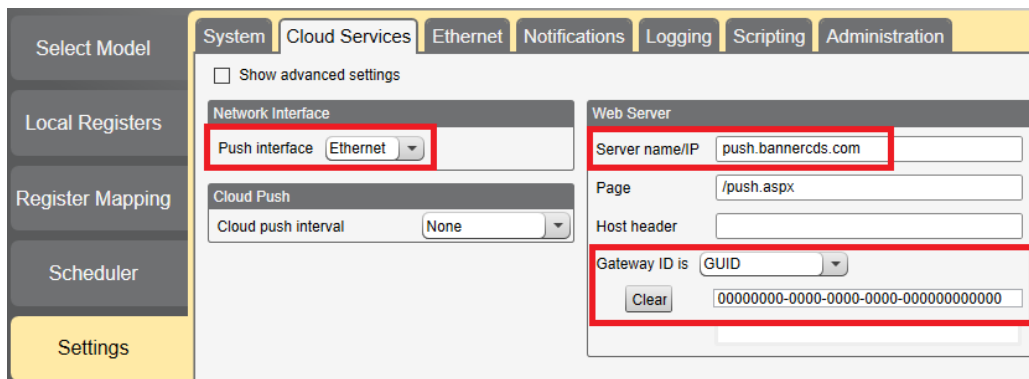 Select Model
Local Registers
Register Mapping
Scheduler
Settings
System Cloud Services Ethernet Notifications Logging Scripting Administration
Show advanced settings
Network Interface
Push interface Ethernet
Cloud Push
Cloud push interval None
Web Server
Server name/IP push.bannercds.com
Page /push.aspx
Host header
Gateway ID is GUID
Clear 00000000-0000-0000-0000-000000000000